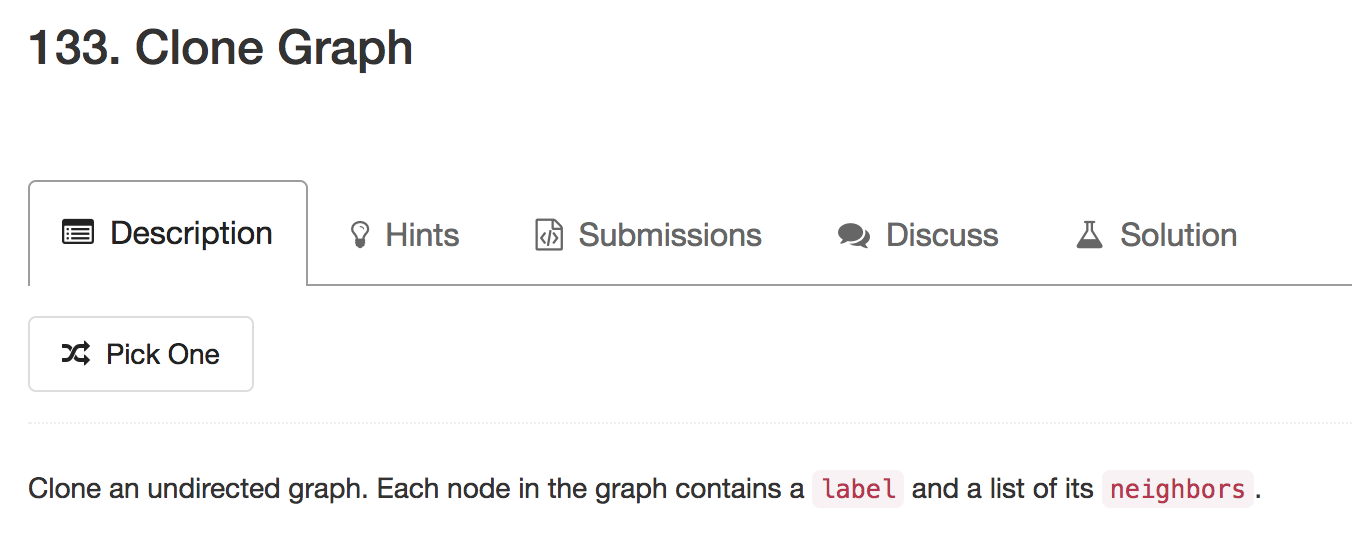 133. Clone Graph
Description Hints Submissions Discuss Solution
Pick One
Clone an undirected graph. Each node in the graph contains a label and a list of its neighbors.